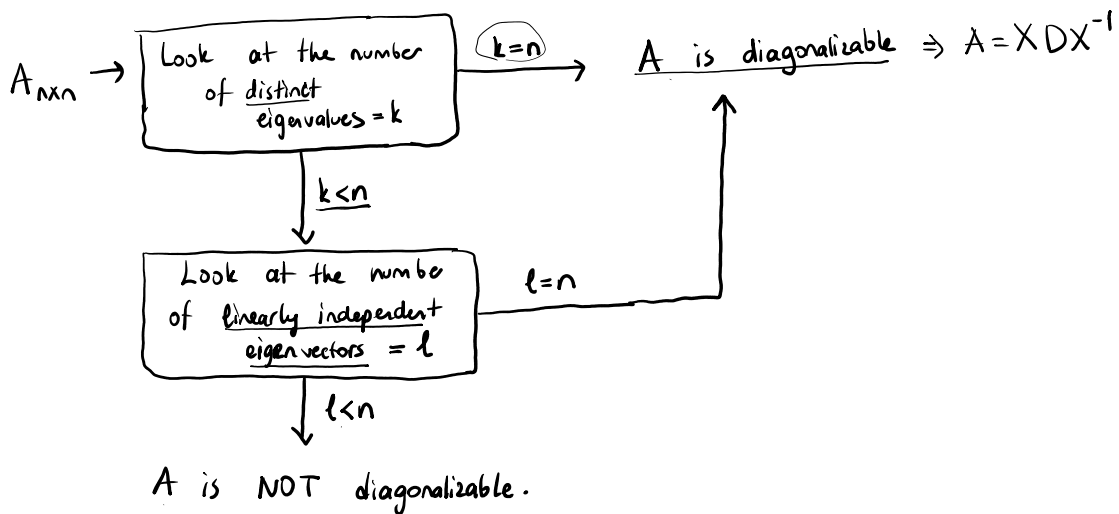 A_{n×n} →
Look at the number
of distinct
eigenvalues = k
k=n
A is diagonalizable ⇒ A = XDX⁻¹
k<n
Look at the number
of linearly independent
eigenvectors = l
l=n
l<n
A is NOT diagonalizable.